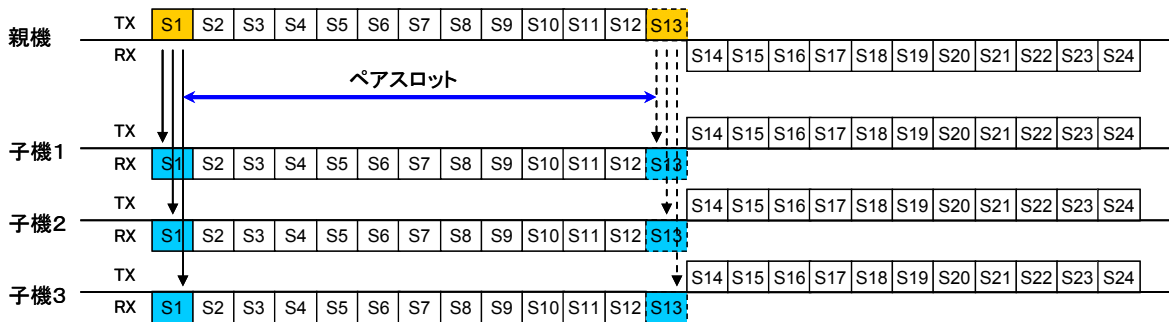 TX S1 S2 S3 S4 S5 S6 S7 S8 S9 S10 S11 S12 S13
親機
RX S14 S15 S16 S17 S18 S19 S20 S21 S22 S23 S24
ペアスロット
TX S14 S15 S16 S17 S18 S19 S20 S21 S22 S23 S24
子機1
RX S1 S2 S3 S4 S5 S6 S7 S8 S9 S10 S11 S12 S13
TX S14 S15 S16 S17 S18 S19 S20 S21 S22 S23 S24
子機2
RX S1 S2 S3 S4 S5 S6 S7 S8 S9 S10 S11 S12 S13
TX S14 S15 S16 S17 S18 S19 S20 S21 S22 S23 S24
子機3
RX S1 S2 S3 S4 S5 S6 S7 S8 S9 S10 S11 S12 S13